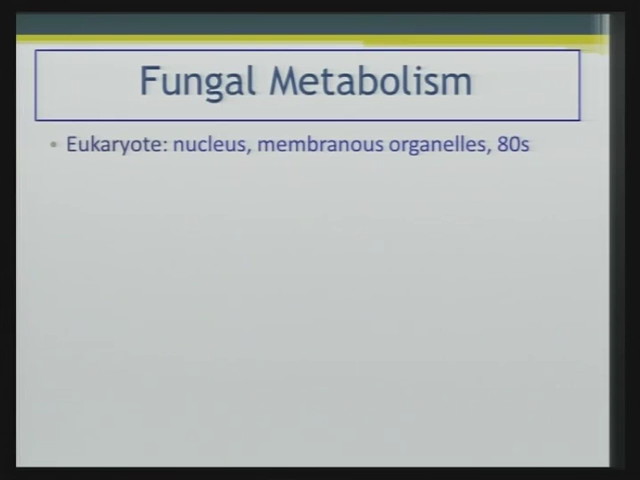 Fungal Metabolism
• Eukaryote: nucleus, membranous organelles, 80s